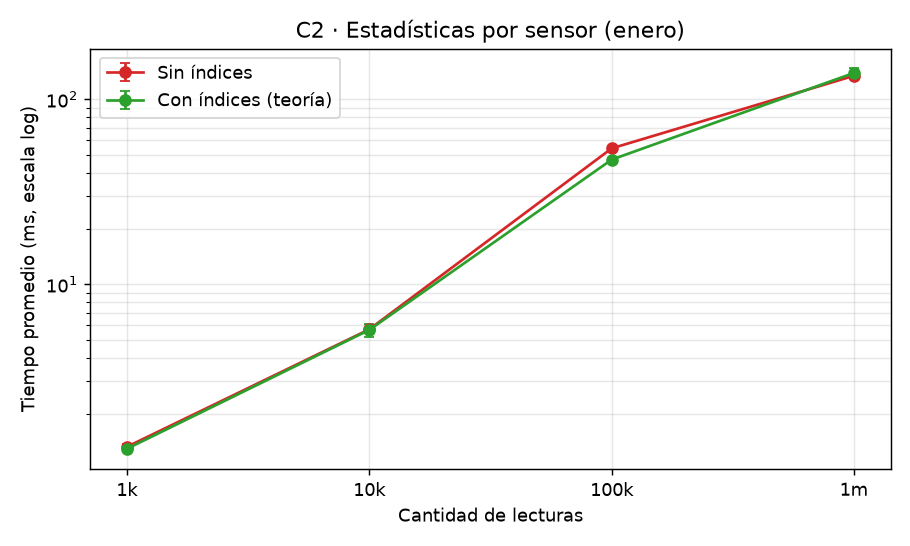 C2 · Estadísticas por sensor (enero)
Sin índices
Con índices (teoría)
Tiempo promedio (ms, escala log)
10²
10¹
1k 10k 100k 1m
Cantidad de lecturas